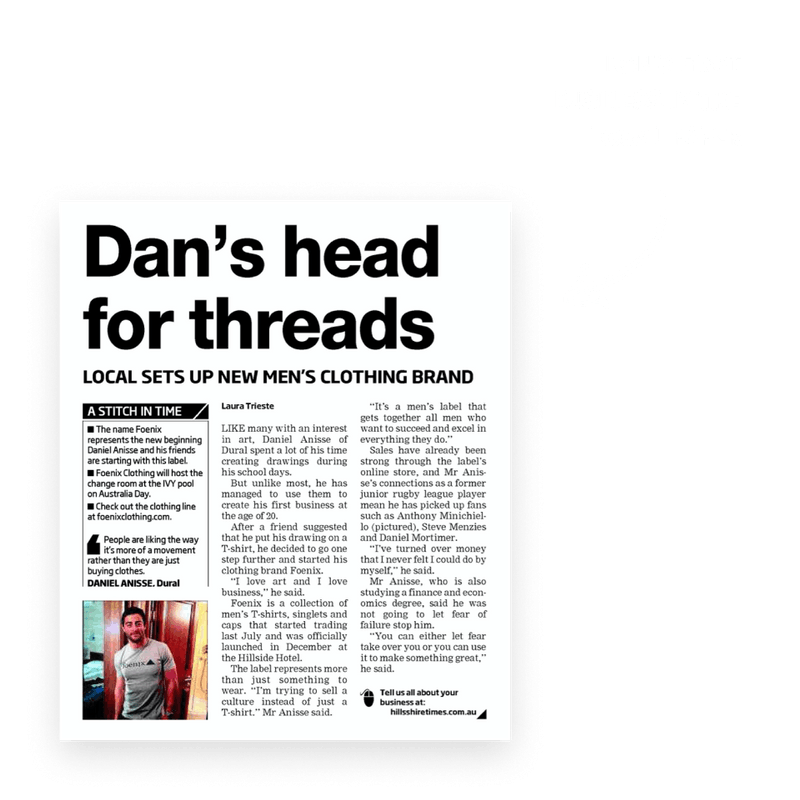 Dan's head
for threads
LOCAL SETS UP NEW MEN'S CLOTHING BRAND
A STITCH IN TIME
■ The name Foenix
represents the new beginning
Daniel Anisse and his friends
are starting with this label.
■ Foenix Clothing will host the
change room at the IVY pool
on Australia Day.
■ Check out the clothing line
at foenixclothing.com.
People are liking the way
it's more of a movement
rather than they are just
buying clothes.
DANIEL ANISSE, Dural
foenix
Laura Trieste
LIKE many with an interest
in art, Daniel Anisse of
Dural spent a lot of his time
creating drawings during
his school days.
But unlike most, he has
managed to use them to
create his first business at
the age of 20.
After a friend suggested
that he put his drawing on a
T-shirt, he decided to go one
step further and started his
clothing brand Foenix.
"I love art and I love
business," he said.
Foenix is a collection of
men's T-shirts, singlets and
caps that started trading
last July and was officially
launched in December at
the Hillside Hotel.
The label represents more
than just something to
wear. "I'm trying to sell a
culture instead of just a
T-shirt." Mr Anisse said.
"It's a men's label that
gets together all men who
want to succeed and excel in
everything they do."
Sales have already been
strong through the label's
online store, and Mr Anis-
se's connections as a former
junior rugby league player
mean he has picked up fans
such as Anthony Minichiel-
lo (pictured), Steve Menzies
and Daniel Mortimer.
"I've turned over money
that I never felt I could do by
myself," he said.
Mr Anisse, who is also
studying a finance and econ-
omics degree, said he was
not going to let fear of
failure stop him.
"You can either let fear
take over you or you can use
it to make something great,"
he said.
Tell us all about your
business at:
hillsshiretimes.com.au